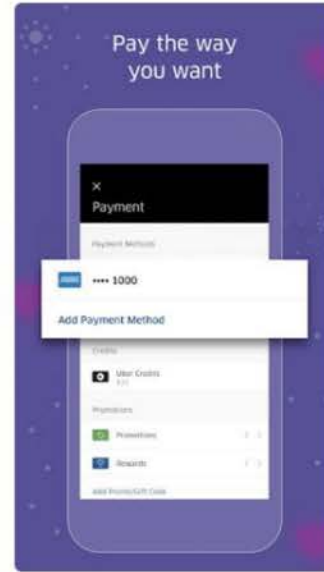 Pay the way
you want
×
Payment
Payment Methods
•••• 1000
Add Payment Method
Credits
Uber Credits
Promotions
Promotions
Rewards
Add Promo/Gift Code